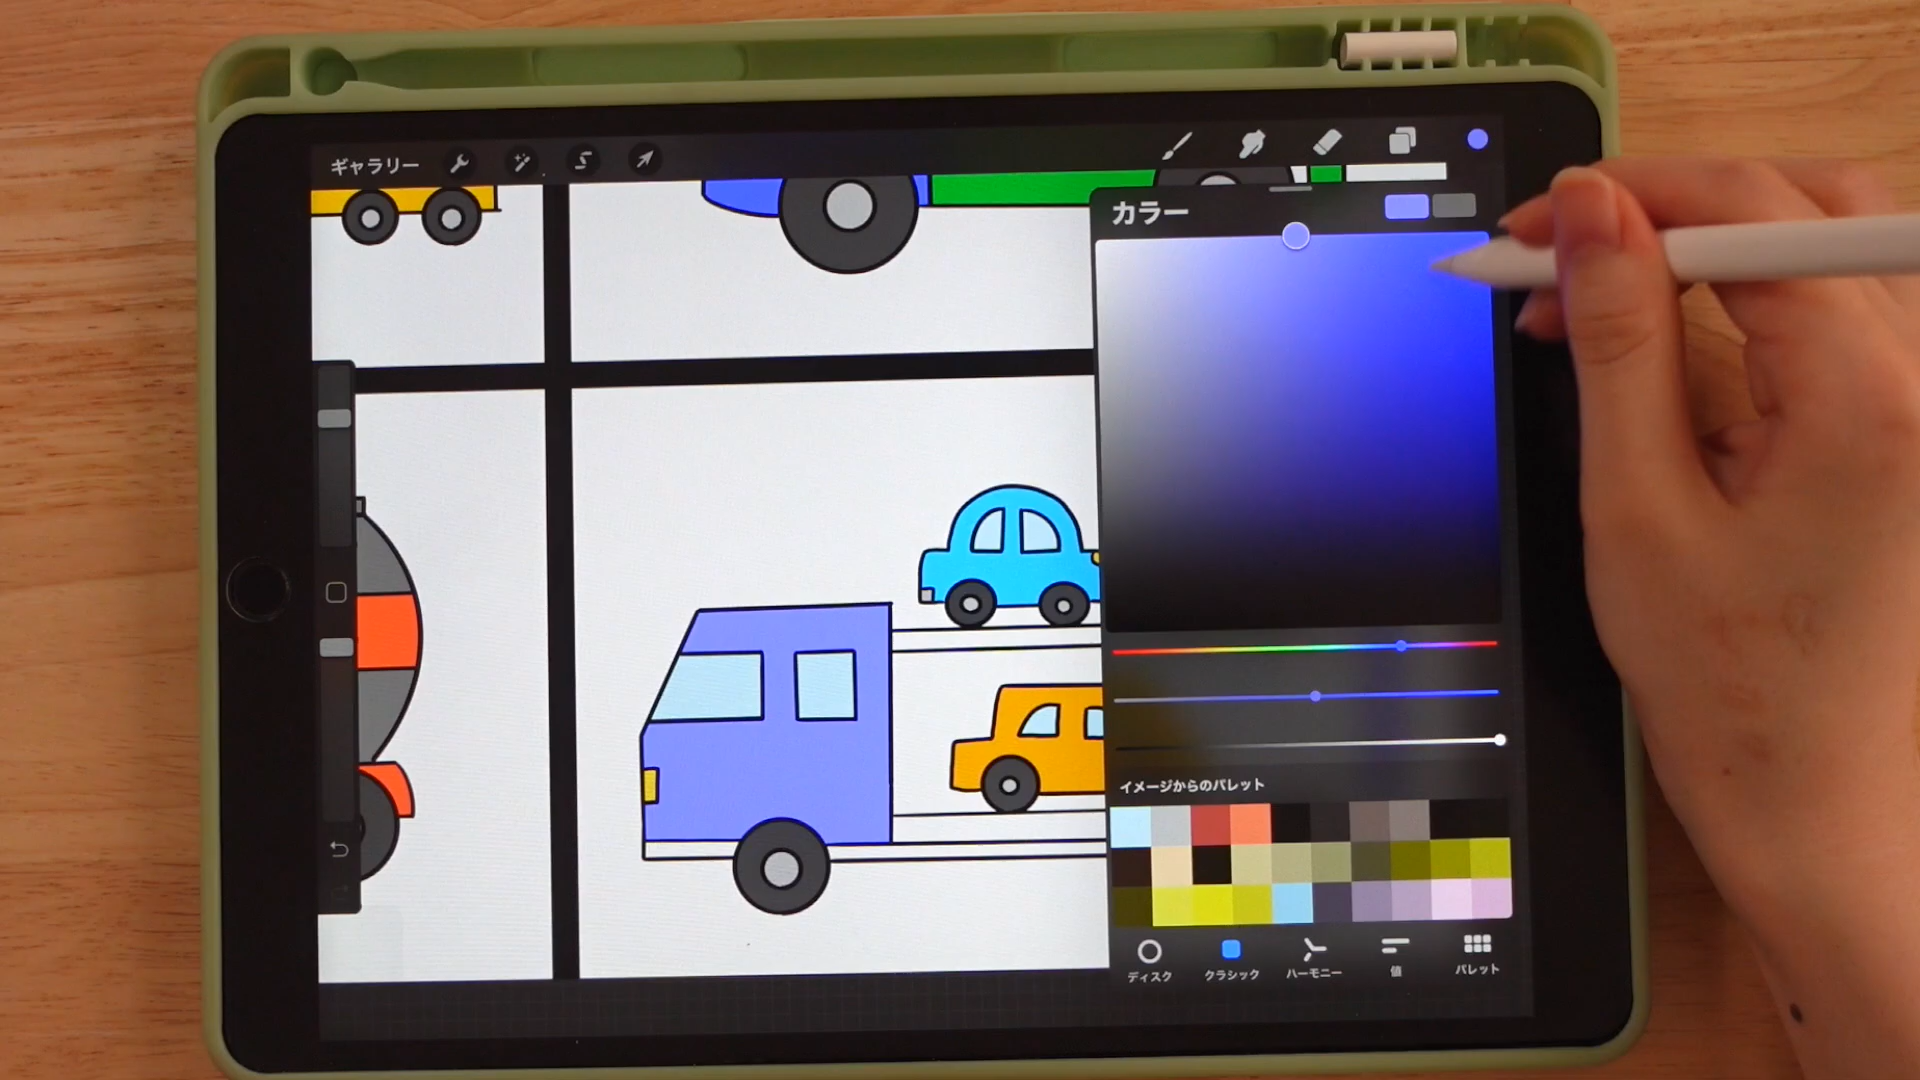 ギャラリー
カラー
イメージからのパレット
ディスク
クラシック
ハーモニー
値
パレット